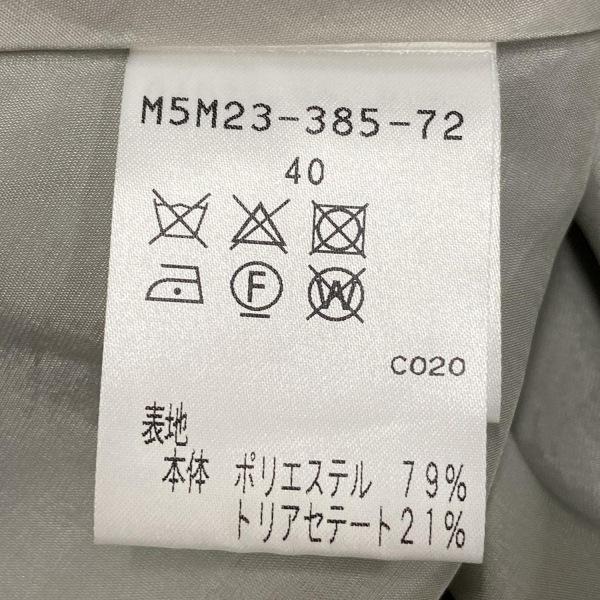 M5M23-385-72
40
F W
C020
表地
本体 ポリエステル 79%
トリアセテート21%